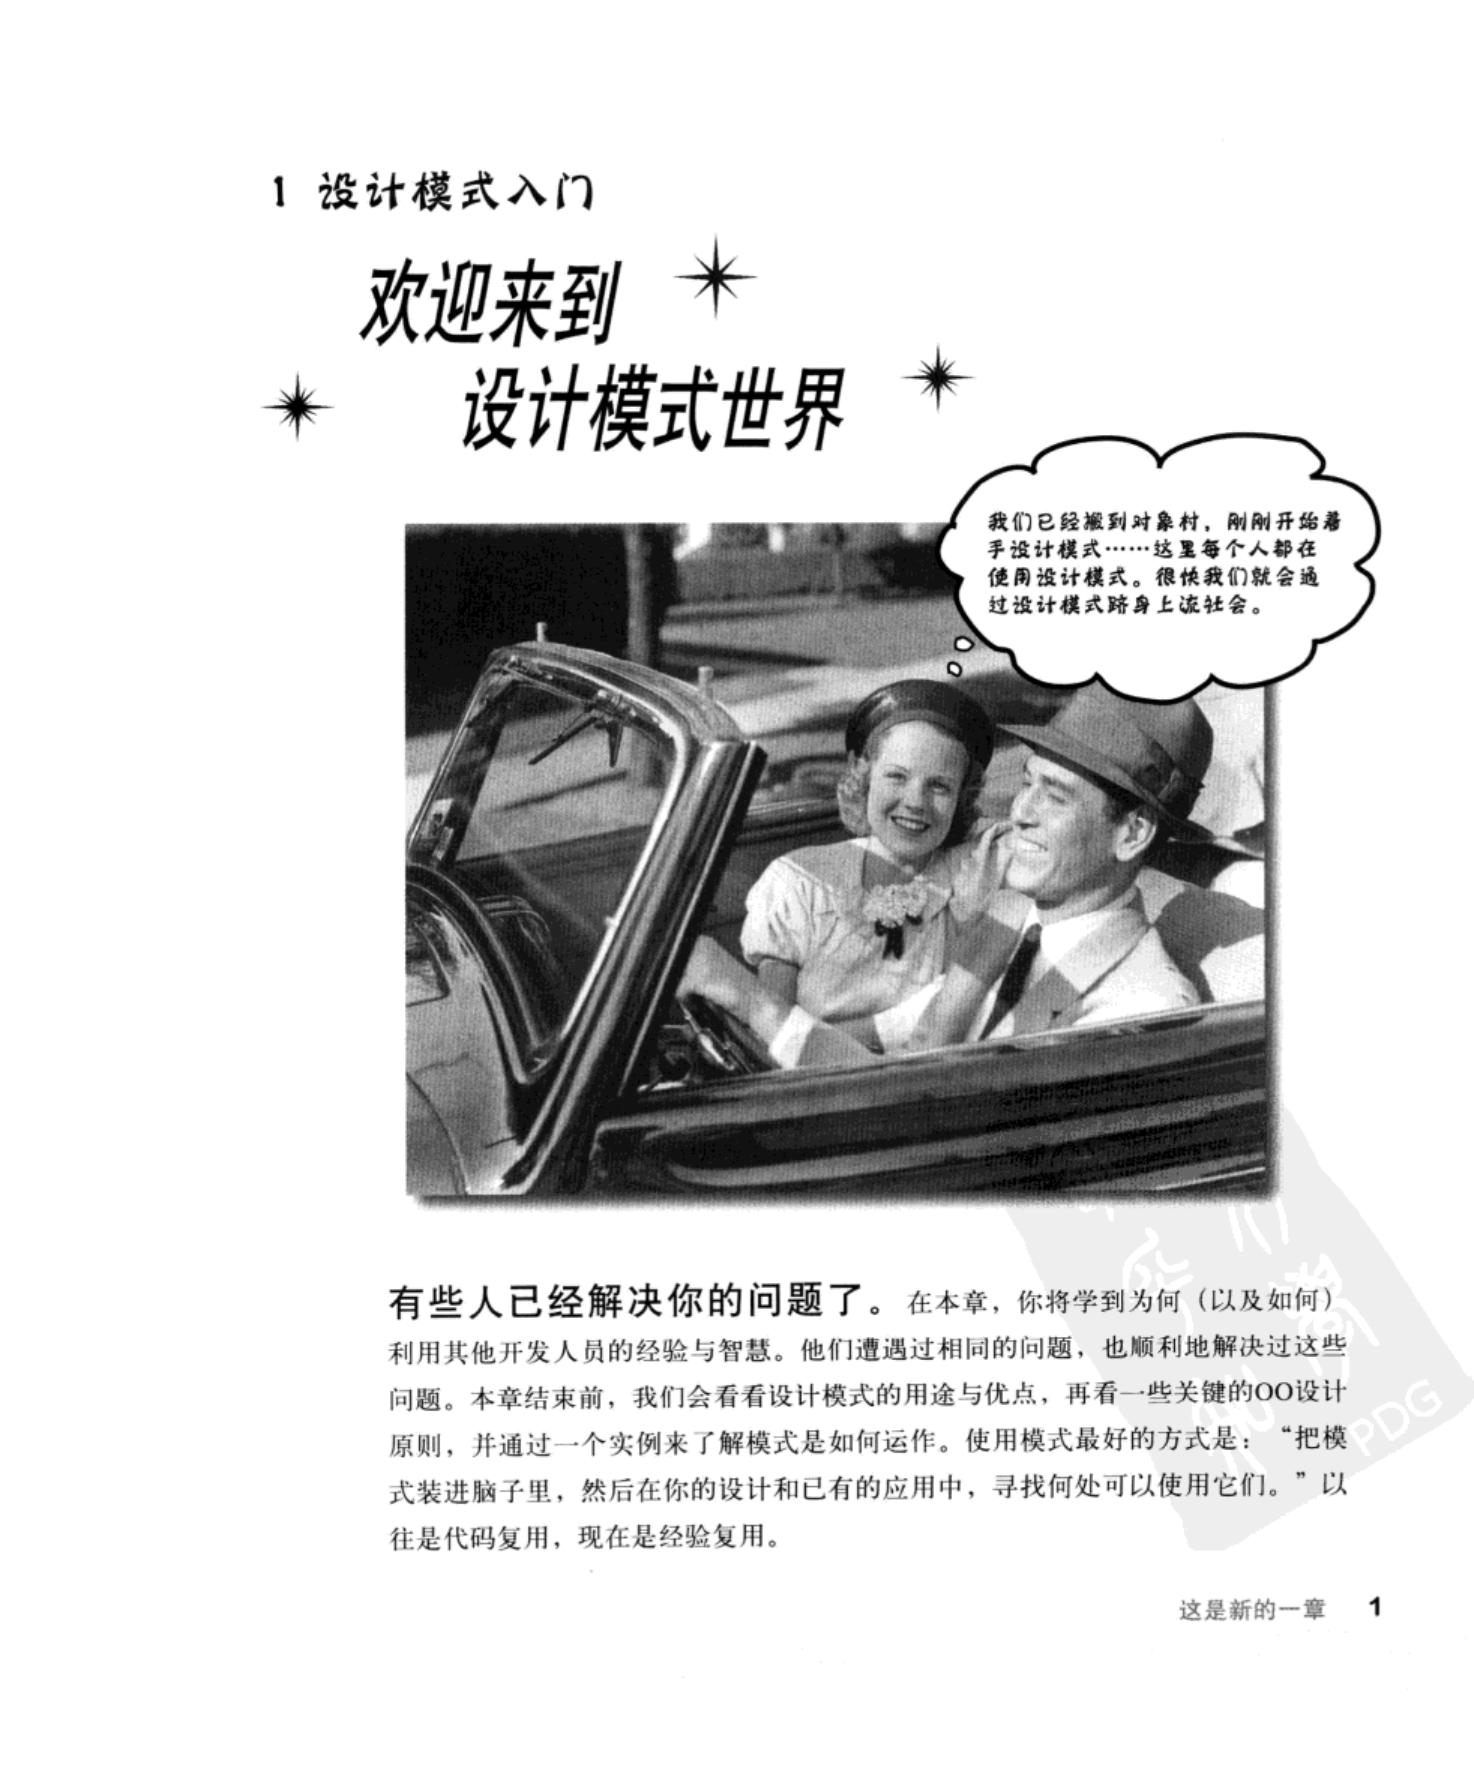 1 设计模式入门
欢迎来到
设计模式世界
我们已经搬到对象村，刚刚开始着
手设计模式……这里每个人都在
使用设计模式。很快我们就会通
过设计模式跻身上流社会。
有些人已经解决你的问题了。在本章，你将学到为何（以及如何）
利用其他开发人员的经验与智慧。他们遭遇过相同的问题，也顺利地解决过这些
问题。本章结束前，我们会看看设计模式的用途与优点，再看一些关键的OO设计
原则，并通过一个实例来了解模式是如何运作。使用模式最好的方式是：“把模
式装进脑子里，然后在你的设计和已有的应用中，寻找何处可以使用它们。”以
往是代码复用，现在是经验复用。
PDG
这是新的一章 1